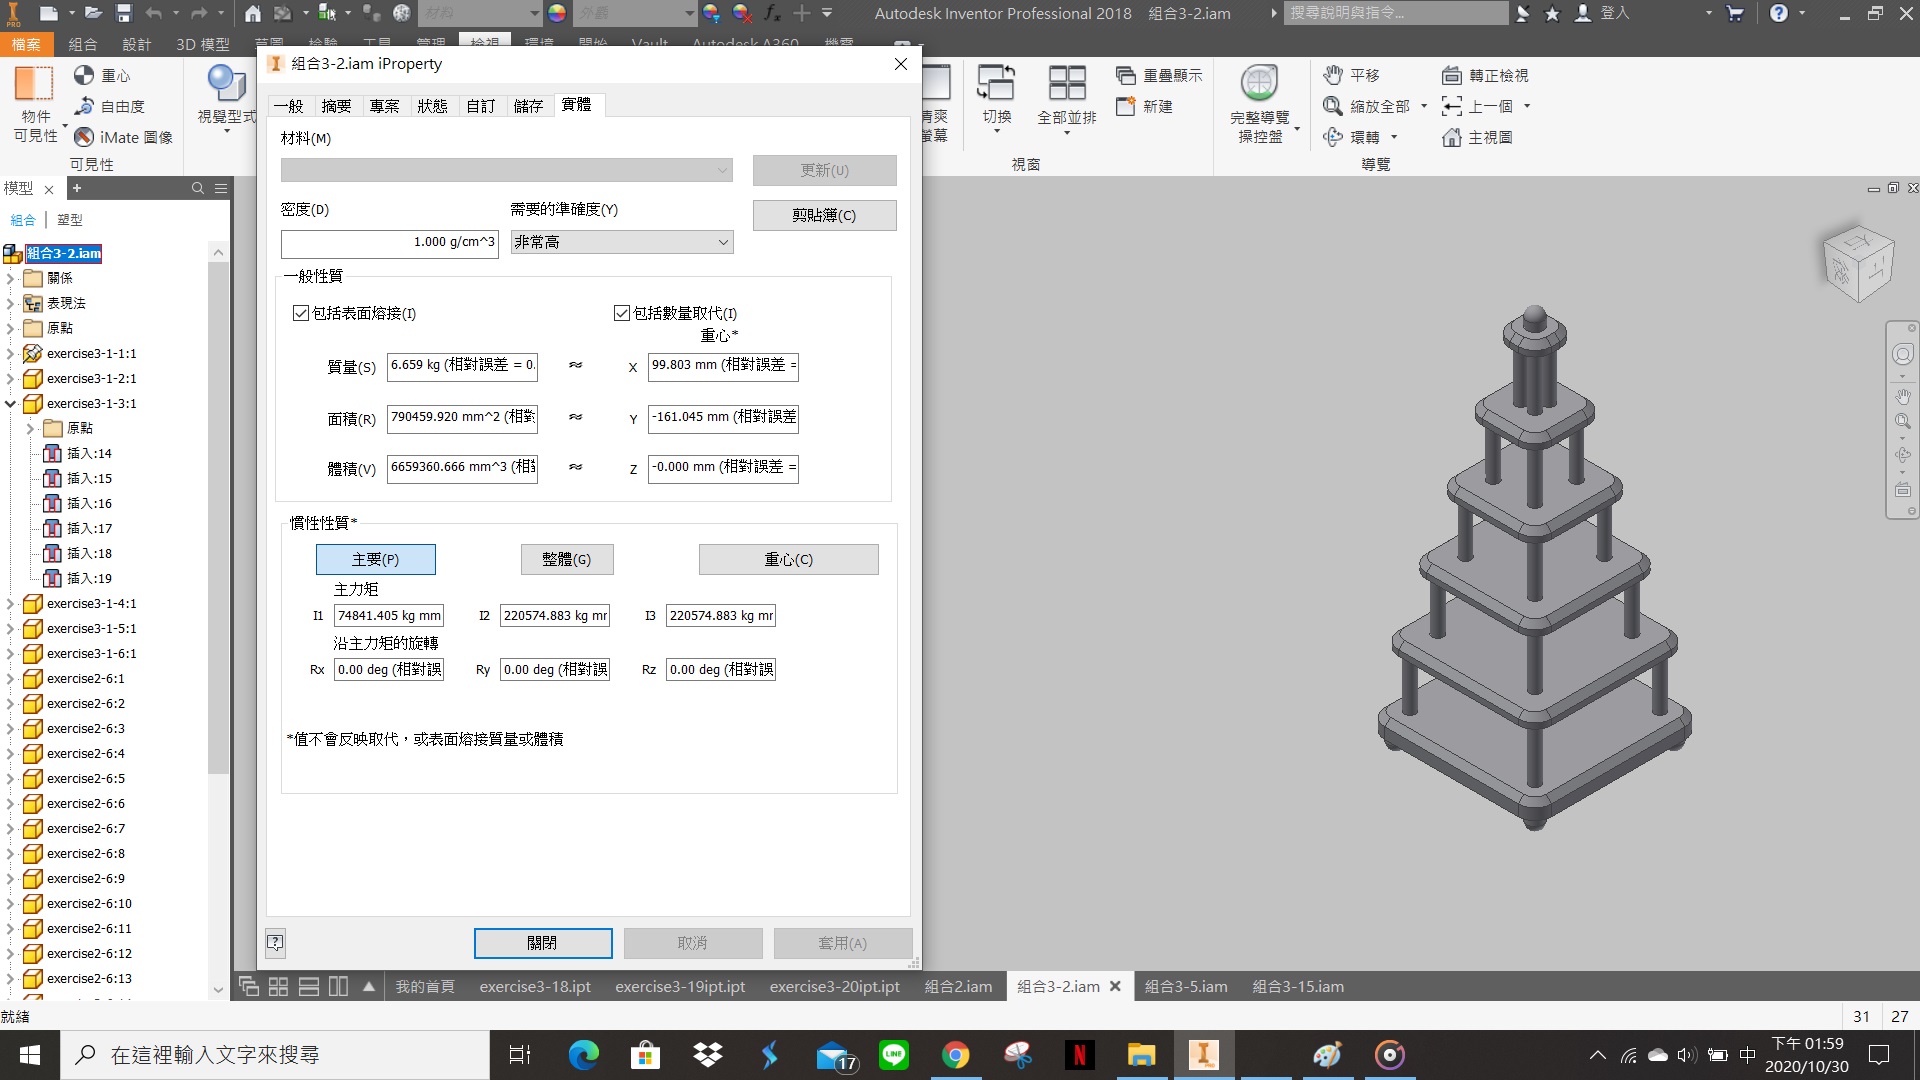 PRO
材料
外觀
Autodesk Inventor Professional 2018 組合3-2.iam
搜尋說明與指令...
登入
檔案 組合 設計 3D 模型 草圖 檢驗 工具 管理 檢視 環境 開始 Vault Autodesk A360
物件
可見性
重心
自由度
iMate 圖像
可見性
視覺型式
清爽
螢幕
切換
全部並排
重疊顯示
新建
視窗
完整導覽
操控盤
平移
縮放全部
環轉
轉正檢視
上一個
主視圖
導覽
模型
組合 塑型
組合3-2.iam
關係
表現法
原點
exercise3-1-1:1
exercise3-1-2:1
exercise3-1-3:1
原點
插入:14
插入:15
插入:16
插入:17
插入:18
插入:19
exercise3-1-4:1
exercise3-1-5:1
exercise3-1-6:1
exercise2-6:1
exercise2-6:2
exercise2-6:3
exercise2-6:4
exercise2-6:5
exercise2-6:6
exercise2-6:7
exercise2-6:8
exercise2-6:9
exercise2-6:10
exercise2-6:11
exercise2-6:12
exercise2-6:13
組合3-2.iam iProperty
一般 摘要 專案 狀態 自訂 儲存 實體
材料(M)
更新(U)
密度(D)
需要的準確度(Y)
剪貼簿(C)
1.000 g/cm^3
非常高
一般性質
包括表面熔接(I)
包括數量取代(I)
重心*
質量(S) 6.659 kg (相對誤差 = 0. ≈ X 99.803 mm (相對誤差 =
面積(R) 790459.920 mm^2 (相對 ≈ Y -161.045 mm (相對誤差
體積(V) 6659360.666 mm^3 (相對 ≈ Z -0.000 mm (相對誤差 =
慣性性質*
主要(P) 整體(G) 重心(C)
主力矩
I1 74841.405 kg mm I2 220574.883 kg mm I3 220574.883 kg mm
沿主力矩的旋轉
Rx 0.00 deg (相對誤 Ry 0.00 deg (相對誤 Rz 0.00 deg (相對誤
*值不會反映取代，或表面熔接質量或體積
關閉 取消 套用(A)
我的首頁 exercise3-18.ipt exercise3-19ipt.ipt exercise3-20ipt.ipt 組合2.iam 組合3-2.iam 組合3-5.iam 組合3-15.iam
就緒
31 27
在這裡輸入文字來搜尋
17
LINE
N
PRO
中
下午 01:59
2020/10/30